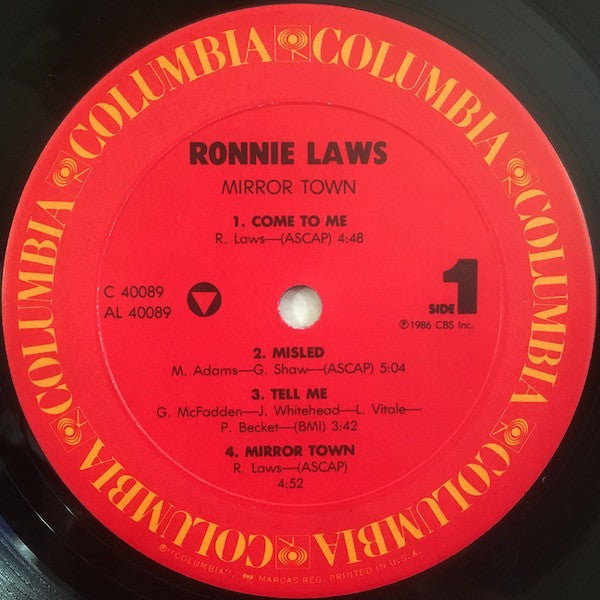 COLUMBIA COLUMBIA COLUMBIA COLUMBIA COLUMBIA COLUMBIA
RONNIE LAWS
MIRROR TOWN
1. COME TO ME
R. Laws—(ASCAP) 4:48
C 40089
AL 40089
SIDE 1
℗1986 CBS Inc.
2. MISLED
M. Adams—G. Shaw—(ASCAP) 5:04
3. TELL ME
G. McFadden—J. Whitehead—L. Vitale—
P. Becket—(BMI) 3:42
4. MIRROR TOWN
R. Laws—(ASCAP)
4:52
"COLUMBIA", MARCAS REG. PRINTED IN U.S.A.